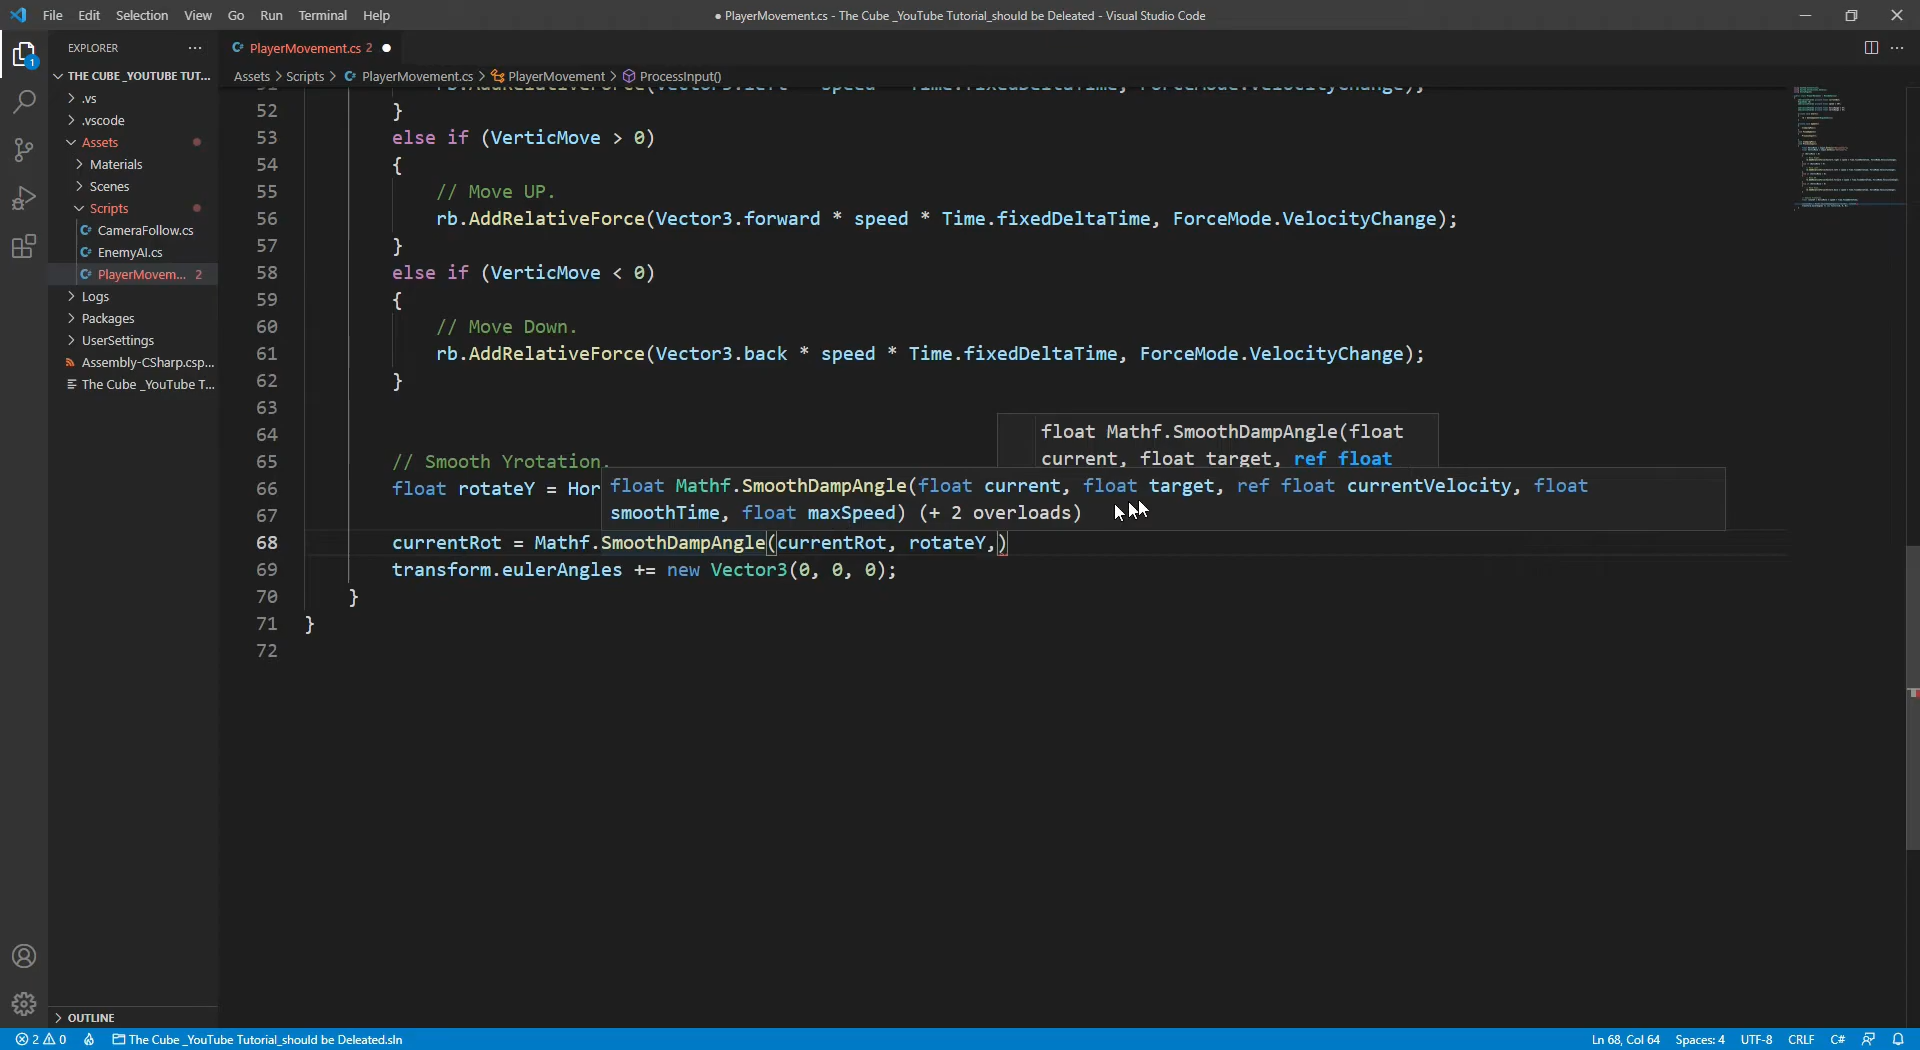 File Edit Selection View Go Run Terminal Help
● PlayerMovement.cs - The Cube _YouTube Tutorial_should be Deleated - Visual Studio Code
EXPLORER
THE CUBE _YOUTUBE TUT...
.vs
.vscode
Assets
Materials
Scenes
Scripts
CameraFollow.cs
EnemyAI.cs
PlayerMovem... 2
Logs
Packages
UserSettings
Assembly-CSharp.csp...
The Cube _YouTube T...
OUTLINE
1
PlayerMovement.cs 2
Assets > Scripts > PlayerMovement.cs > PlayerMovement > ProcessInput()
52 }
53 else if (VerticMove > 0)
54 {
55 // Move UP.
56 rb.AddRelativeForce(Vector3.forward * speed * Time.fixedDeltaTime, ForceMode.VelocityChange);
57 }
58 else if (VerticMove < 0)
59 {
60 // Move Down.
61 rb.AddRelativeForce(Vector3.back * speed * Time.fixedDeltaTime, ForceMode.VelocityChange);
62 }
63
64
float Mathf.SmoothDampAngle(float
current, float target, ref float
65 // Smooth Yrotation.
66 float rotateY = Hor
float Mathf.SmoothDampAngle(float current, float target, ref float currentVelocity, float
smoothTime, float maxSpeed) (+ 2 overloads)
67
68 currentRot = Mathf.SmoothDampAngle(currentRot, rotateY,)
69 transform.eulerAngles += new Vector3(0, 0, 0);
70 }
71 }
72
2 0 The Cube _YouTube Tutorial_should be Deleated.sln
Ln 68, Col 64 Spaces: 4 UTF-8 CRLF C#